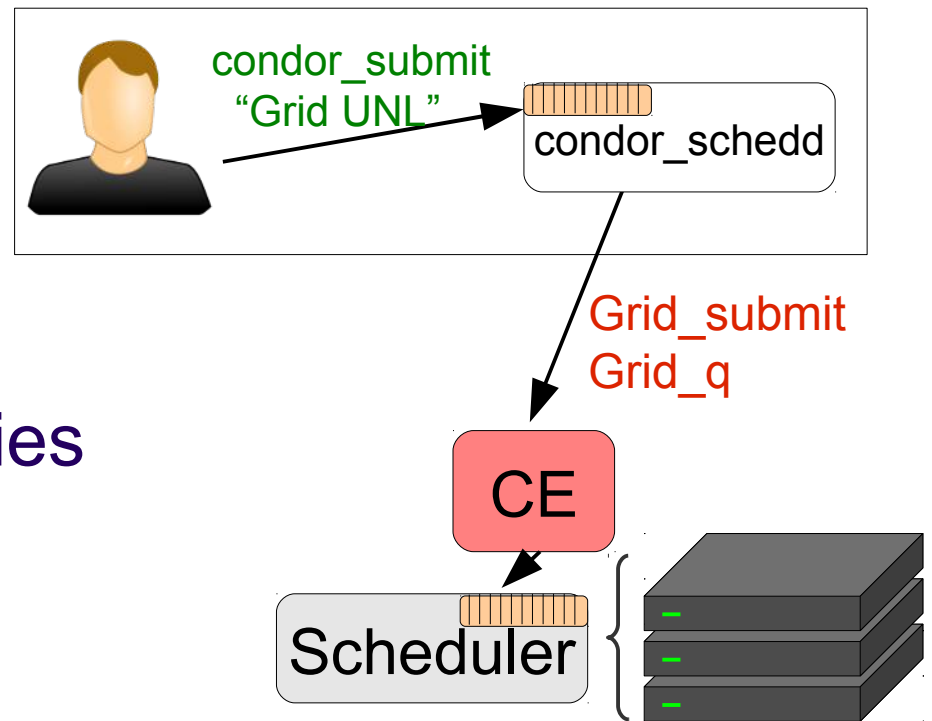 condor_submit
“Grid UNL”
condor_schedd
Grid_submit
Grid_q
ies
CE
Scheduler